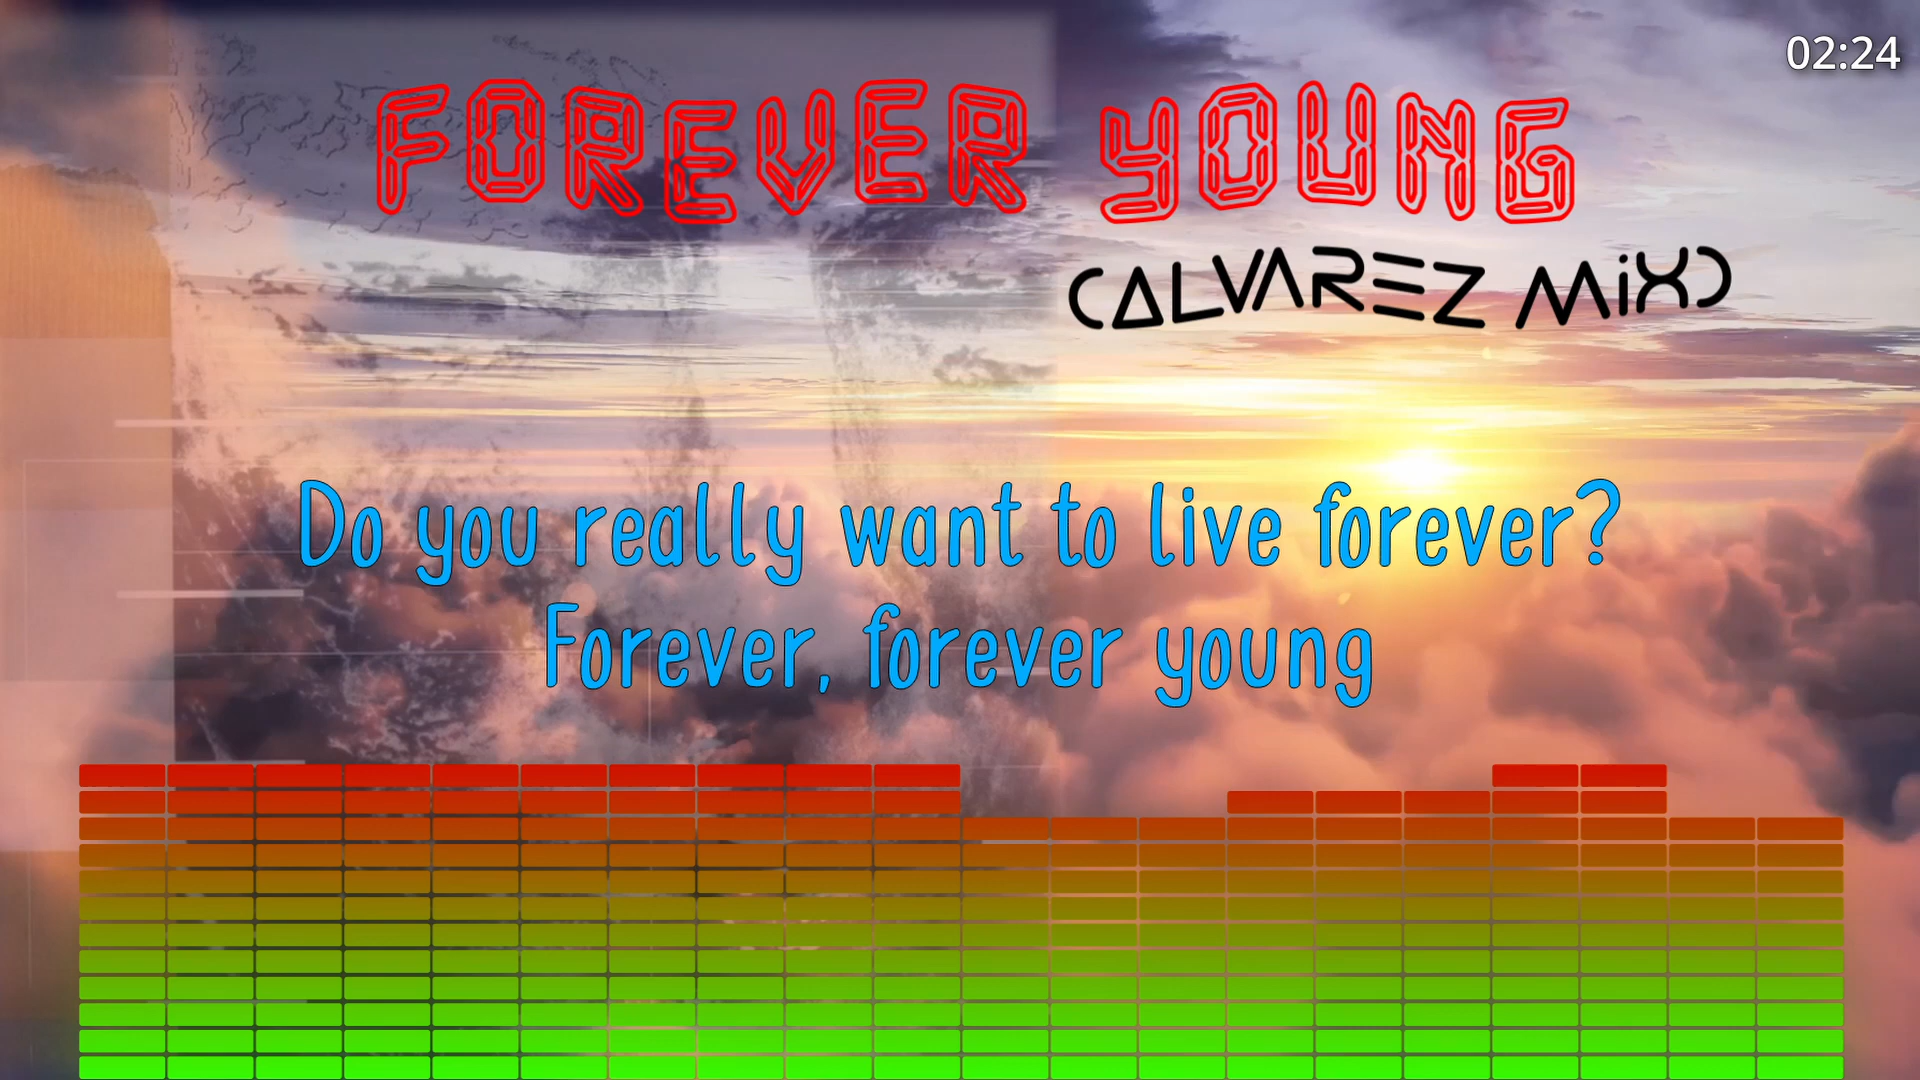 02:24
FOREVER YOUNG
(ALVAREZ MiX)
Do you really want to live forever?
Forever, forever young